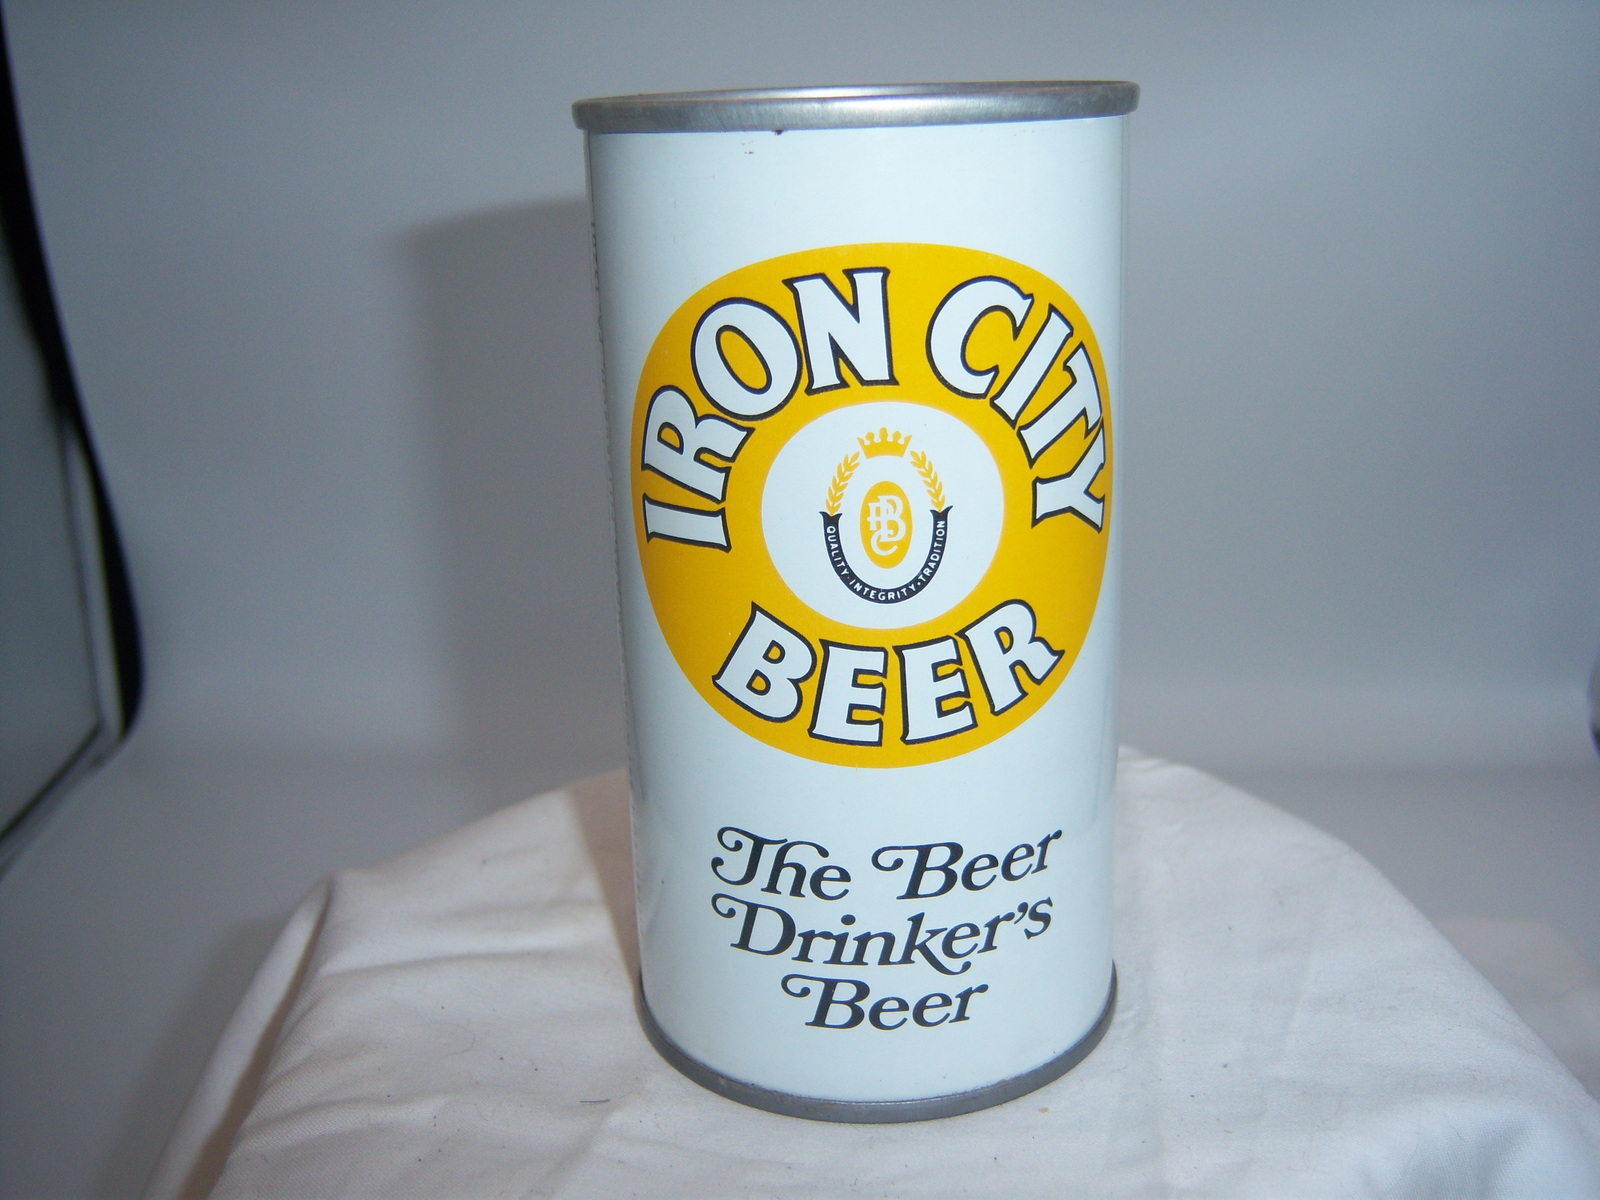 IRON CITY
PBC
QUALITY · INTEGRITY · TRADITION
BEER
The Beer
Drinker's
Beer